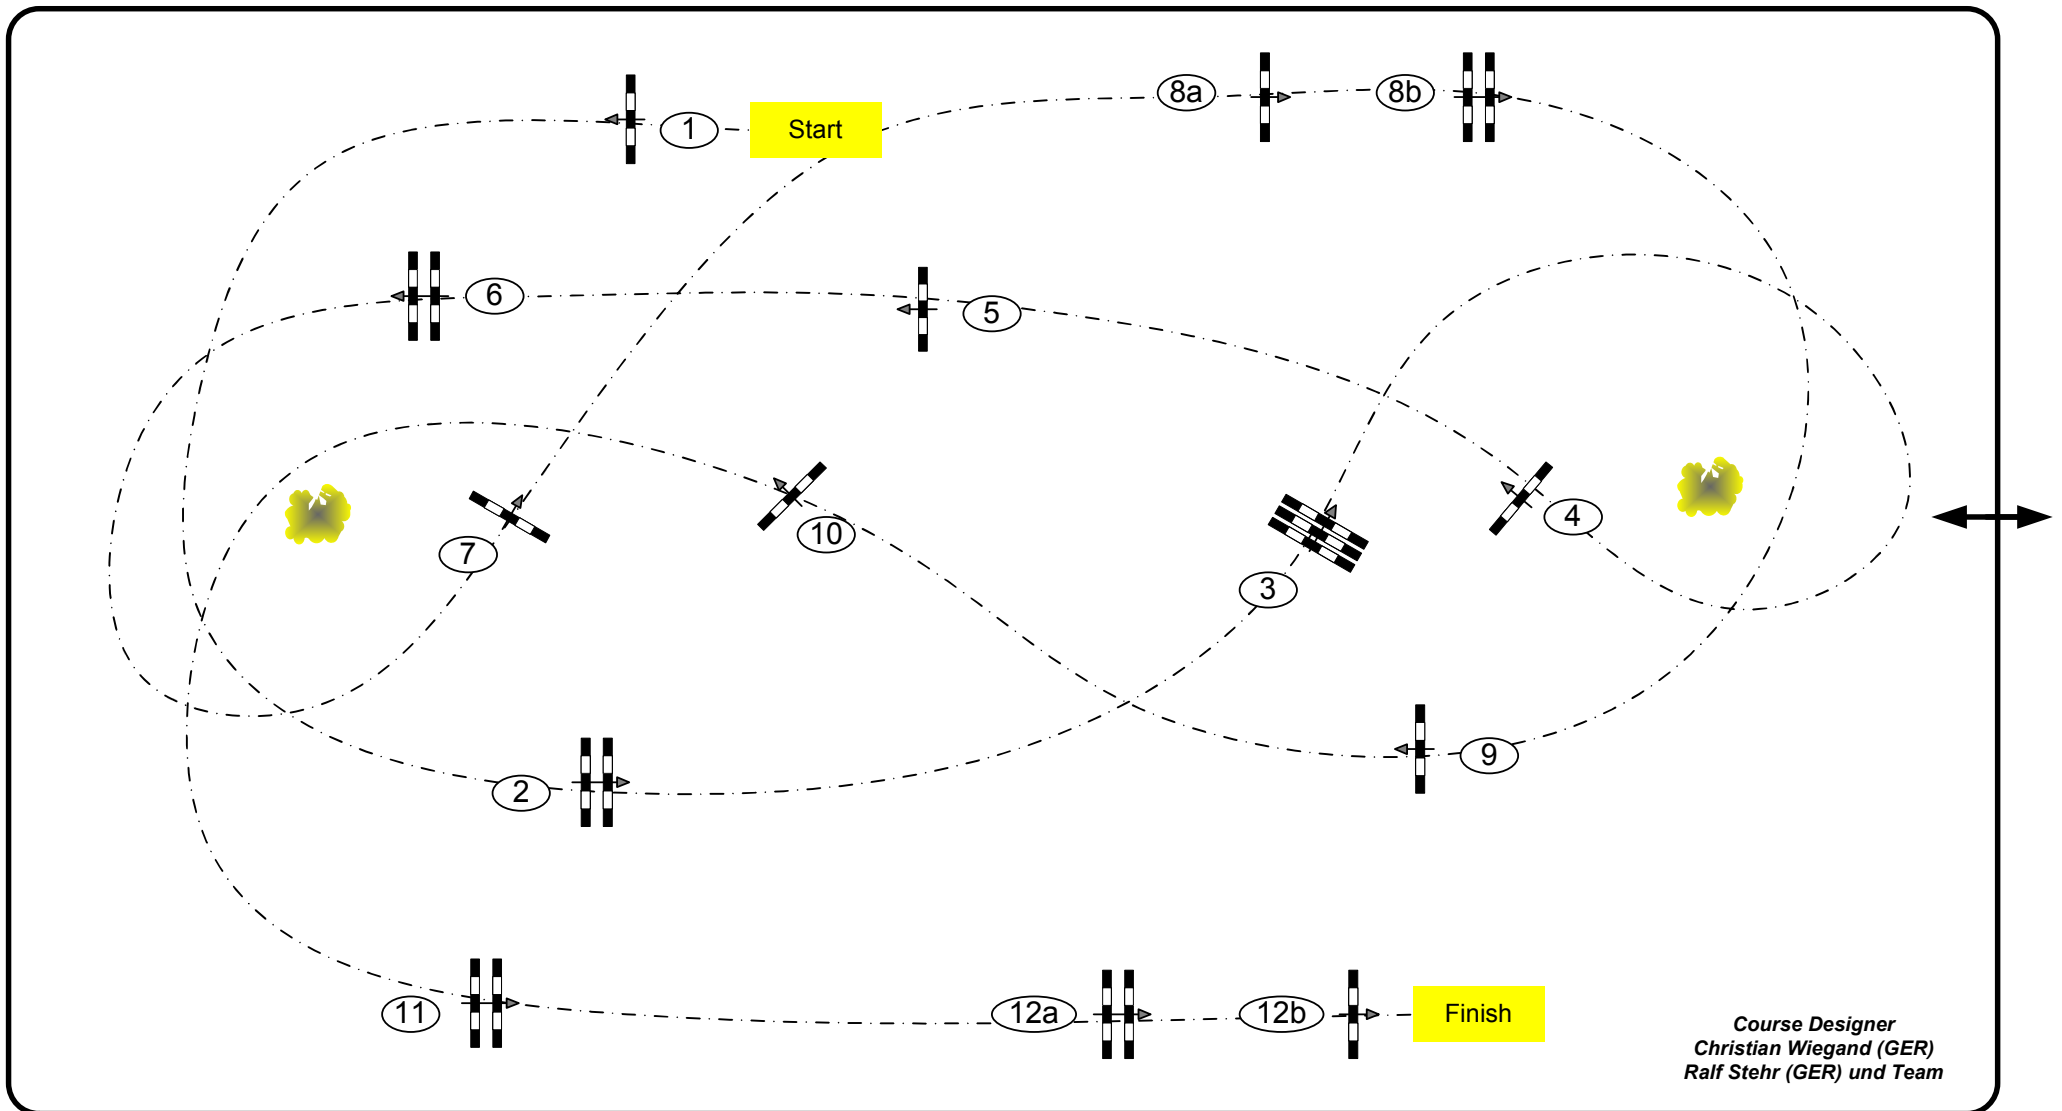 8a
8b
1
Start
6
5
4
10
7
3
9
2
11
12a
12b
Finish
Course Designer
Christian Wiegand (GER)
Ralf Stehr (GER) und Team